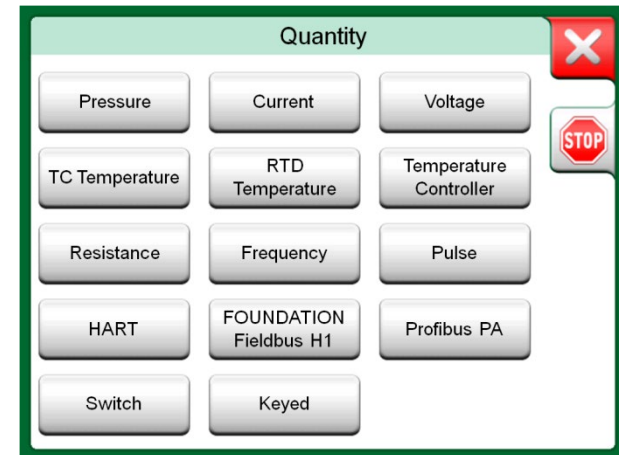 Quantity
Pressure
Current
Voltage
STOP
TC Temperature
RTD
Temperature
Temperature
Controller
Resistance
Frequency
Pulse
HART
FOUNDATION
Fieldbus H1
Profibus PA
Switch
Keyed